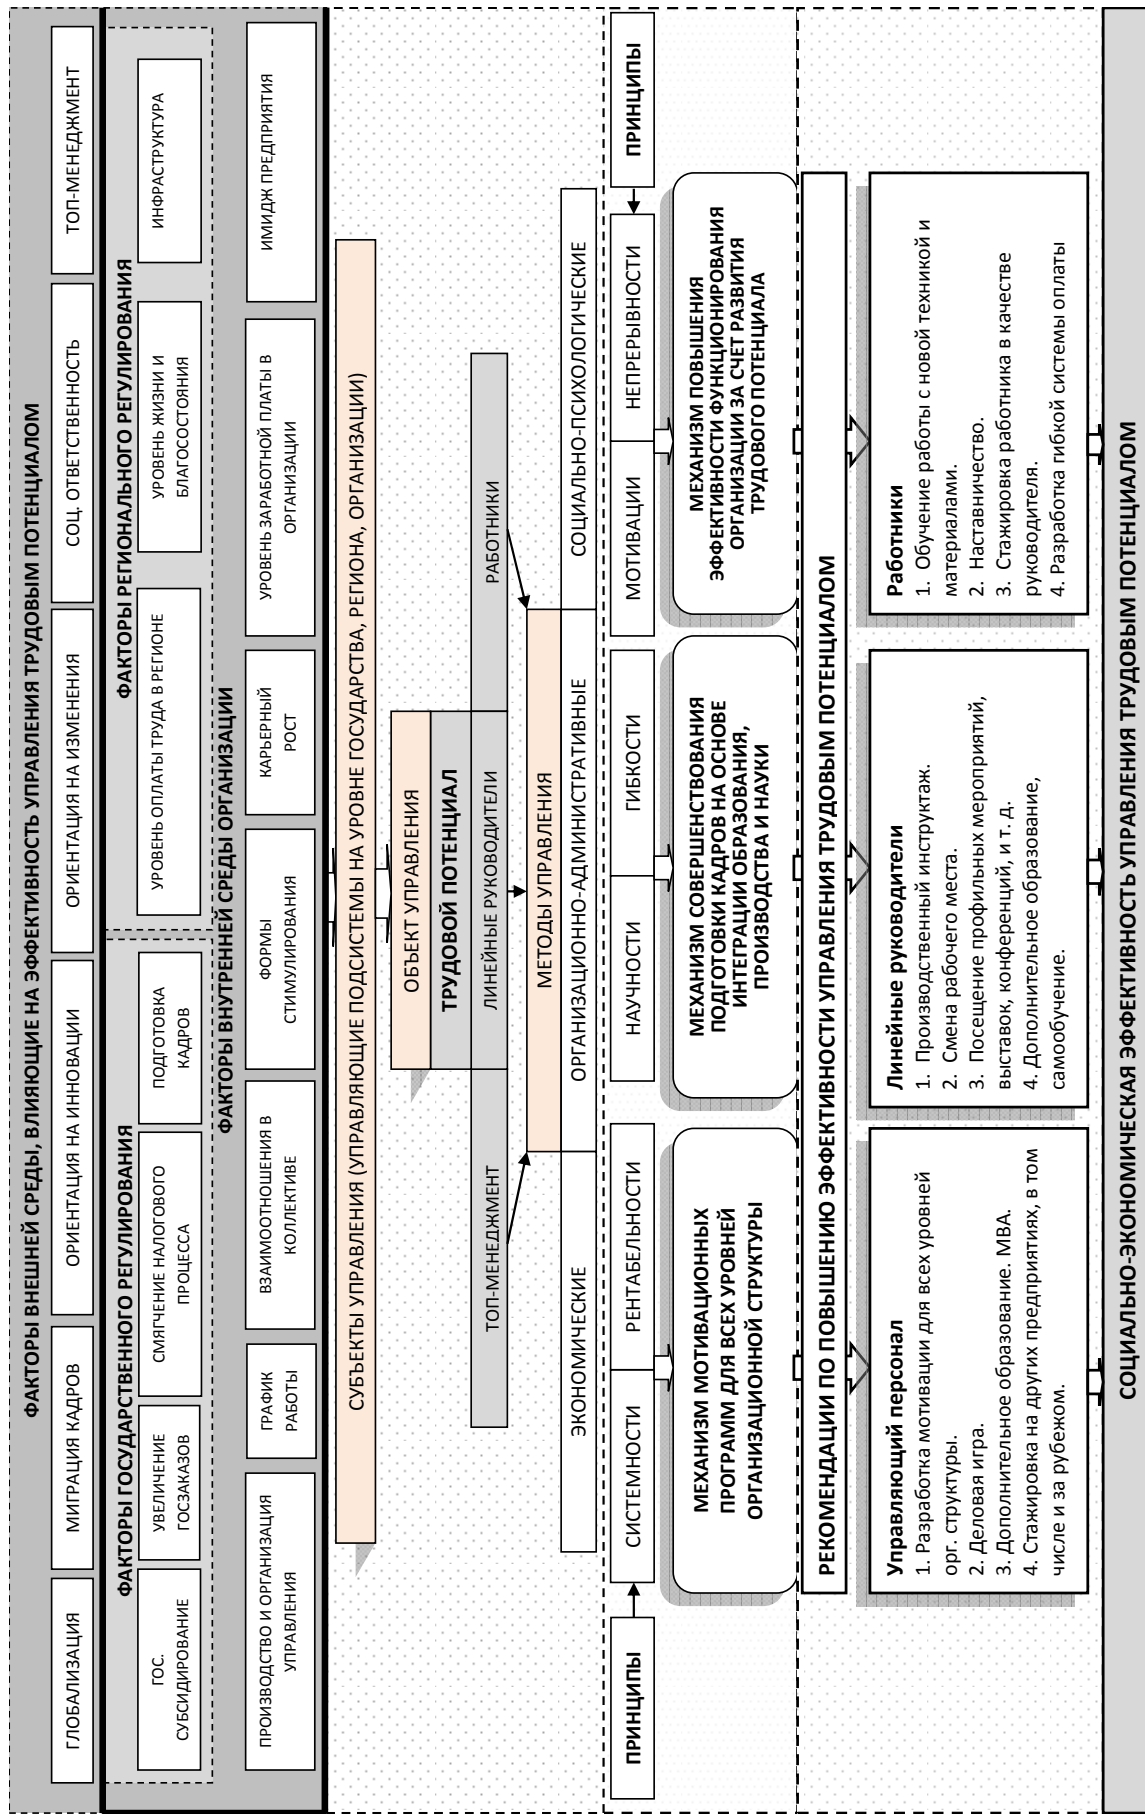 ФАКТОРЫ ВНЕШНЕЙ СРЕДЫ, ВЛИЯЮЩИЕ НА ЭФФЕКТИВНОСТЬ УПРАВЛЕНИЯ ТРУДОВЫМ ПОТЕНЦИАЛОМ
ГЛОБАЛИЗАЦИЯ
МИГРАЦИЯ КАДРОВ
ОРИЕНТАЦИЯ НА ИННОВАЦИИ
ОРИЕНТАЦИЯ НА ИЗМЕНЕНИЯ
СОЦ. ОТВЕТСТВЕННОСТЬ
ТОП-МЕНЕДЖМЕНТ
ФАКТОРЫ ГОСУДАРСТВЕННОГО РЕГУЛИРОВАНИЯ
ГОС.
СУБСИДИРОВАНИЕ
УВЕЛИЧЕНИЕ
ГОСЗАКАЗОВ
СМЯГЧЕНИЕ НАЛОГОВОГО
ПРОЦЕССА
ПОДГОТОВКА
КАДРОВ
ФАКТОРЫ РЕГИОНАЛЬНОГО РЕГУЛИРОВАНИЯ
УРОВЕНЬ ОПЛАТЫ ТРУДА В РЕГИОНЕ
УРОВЕНЬ ЖИЗНИ И
БЛАГОСОСТОЯНИЯ
ИНФРАСТРУКТУРА
ФАКТОРЫ ВНУТРЕННЕЙ СРЕДЫ ОРГАНИЗАЦИИ
ПРОИЗВОДСТВО И ОРГАНИЗАЦИЯ
УПРАВЛЕНИЯ
ГРАФИК
РАБОТЫ
ВЗАИМООТНОШЕНИЯ В
КОЛЛЕКТИВЕ
ФОРМЫ
СТИМУЛИРОВАНИЯ
КАРЬЕРНЫЙ
РОСТ
УРОВЕНЬ ЗАРАБОТНОЙ ПЛАТЫ В
ОРГАНИЗАЦИИ
ИМИДЖ ПРЕДПРИЯТИЯ
СУБЪЕКТЫ УПРАВЛЕНИЯ (УПРАВЛЯЮЩИЕ ПОДСИСТЕМЫ НА УРОВНЕ ГОСУДАРСТВА, РЕГИОНА, ОРГАНИЗАЦИИ)
ОБЪЕКТ УПРАВЛЕНИЯ
ТРУДОВОЙ ПОТЕНЦИАЛ
ТОП-МЕНЕДЖМЕНТ
ЛИНЕЙНЫЕ РУКОВОДИТЕЛИ
РАБОТНИКИ
МЕТОДЫ УПРАВЛЕНИЯ
ЭКОНОМИЧЕСКИЕ
ОРГАНИЗАЦИОННО-АДМИНИСТРАТИВНЫЕ
СОЦИАЛЬНО-ПСИХОЛОГИЧЕСКИЕ
ПРИНЦИПЫ
СИСТЕМНОСТИ
РЕНТАБЕЛЬНОСТИ
НАУЧНОСТИ
ГИБКОСТИ
МОТИВАЦИИ
НЕПРЕРЫВНОСТИ
ПРИНЦИПЫ
МЕХАНИЗМ МОТИВАЦИОННЫХ
ПРОГРАММ ДЛЯ ВСЕХ УРОВНЕЙ
ОРГАНИЗАЦИОННОЙ СТРУКТУРЫ
МЕХАНИЗМ СОВЕРШЕНСТВОВАНИЯ
ПОДГОТОВКИ КАДРОВ НА ОСНОВЕ
ИНТЕГРАЦИИ ОБРАЗОВАНИЯ,
ПРОИЗВОДСТВА И НАУКИ
МЕХАНИЗМ ПОВЫШЕНИЯ
ЭФФЕКТИВНОСТИ ФУНКЦИОНИРОВАНИЯ
ОРГАНИЗАЦИИ ЗА СЧЕТ РАЗВИТИЯ
ТРУДОВОГО ПОТЕНЦИАЛА
РЕКОМЕНДАЦИИ ПО ПОВЫШЕНИЮ ЭФФЕКТИВНОСТИ УПРАВЛЕНИЯ ТРУДОВЫМ ПОТЕНЦИАЛОМ
Управляющий персонал
1. Разработка мотивации для всех уровней
орг. структуры.
2. Деловая игра.
3. Дополнительное образование. МВА.
4. Стажировка на других предприятиях, в том
числе и за рубежом.
Линейные руководители
1. Производственный инструктаж.
2. Смена рабочего места.
3. Посещение профильных мероприятий,
выставок, конференций, и т. д.
4. Дополнительное образование,
самообучение.
Работники
1. Обучение работы с новой техникой и
материалами.
2. Наставничество.
3. Стажировка работника в качестве
руководителя.
4. Разработка гибкой системы оплаты
СОЦИАЛЬНО-ЭКОНОМИЧЕСКАЯ ЭФФЕКТИВНОСТЬ УПРАВЛЕНИЯ ТРУДОВЫМ ПОТЕНЦИАЛОМ